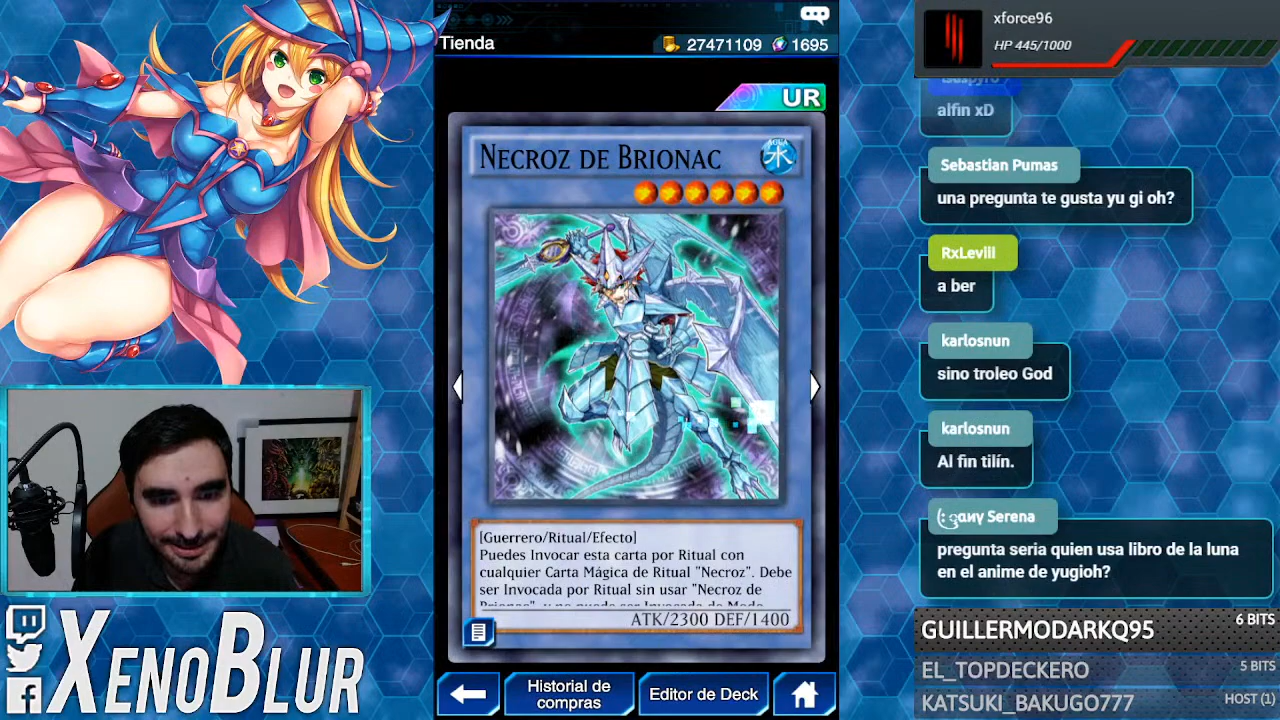 Tienda
27471109
1695
UR
NECROZ DE BRIONAC
AGUA
水
[Guerrero/Ritual/Efecto]
Puedes Invocar esta carta por Ritual con
cualquier Carta Mágica de Ritual "Necroz". Debe
ser Invocada por Ritual sin usar "Necroz de
ATK/2300 DEF/1400
Historial de
compras
Editor de Deck
XENOBLUR
xforce96
HP 445/1000
alfin xD
Sebastian Pumas
una pregunta te gusta yu gi oh?
RxLeviii
a ber
karlosnun
sino troleo God
karlosnun
Al fin tilín.
Serena
pregunta seria quien usa libro de la luna
en el anime de yugioh?
GUILLERMODARKQ95
6 BITS
EL_TOPDECKERO
5 BITS
KATSUKI_BAKUGO777
HOST (1)